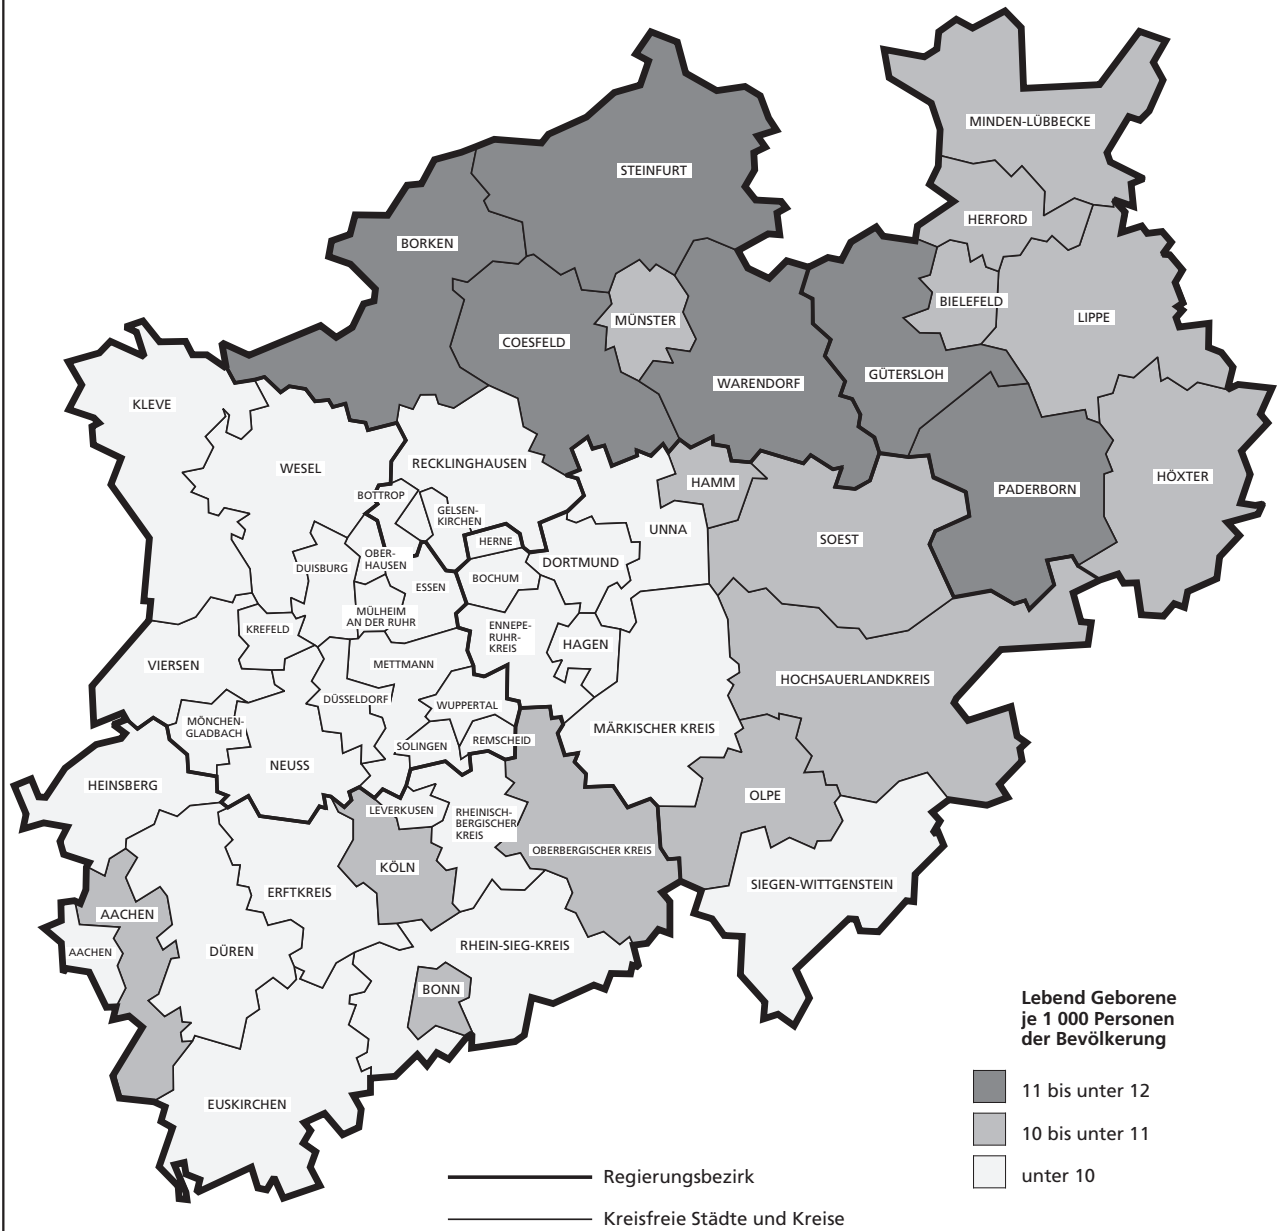 MINDEN-LÜBBECKE
STEINFURT
HERFORD
BORKEN
BIELEFELD
LIPPE
MÜNSTER
COESFELD
GÜTERSLOH
WARENDORF
KLEVE
RECKLINGHAUSEN
WESEL
HÖXTER
HAMM
PADERBORN
BOTTROP
GELSEN-
KIRCHEN
UNNA
SOEST
HERNE
OBER-
HAUSEN
DORTMUND
DUISBURG
BOCHUM
ESSEN
MÜLHEIM
AN DER RUHR
KREFELD
ENNEPE-
RUHR-
KREIS
HAGEN
VIERSEN
METTMANN
HOCHSAUERLANDKREIS
DÜSSELDORF
WUPPERTAL
MÖNCHEN-
GLADBACH
MÄRKISCHER KREIS
REMSCHEID
SOLINGEN
NEUSS
HEINSBERG
OLPE
LEVERKUSEN
RHEINISCH-
BERGISCHER
KREIS
OBERBERGISCHER KREIS
KÖLN
SIEGEN-WITTGENSTEIN
ERFTKREIS
AACHEN
RHEIN-SIEG-KREIS
AACHEN
DÜREN
BONN
EUSKIRCHEN
Lebend Geborene
je 1 000 Personen
der Bevölkerung
11 bis unter 12
10 bis unter 11
unter 10
Regierungsbezirk
Kreisfreie Städte und Kreise